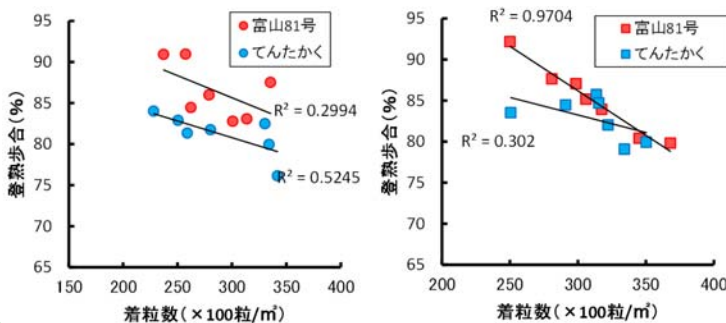 95
90
85
80
75
70
65
150
200
250
300
350
400
登熟歩合(%)
着粒数(×100粒/㎡)
富山81号
てんたかく
R² = 0.2994
R² = 0.5245
95
90
85
80
75
70
65
200
250
300
350
400
登熟歩合(%)
着粒数(×100粒/㎡)
R² = 0.9704
富山81号
てんたかく
R² = 0.302